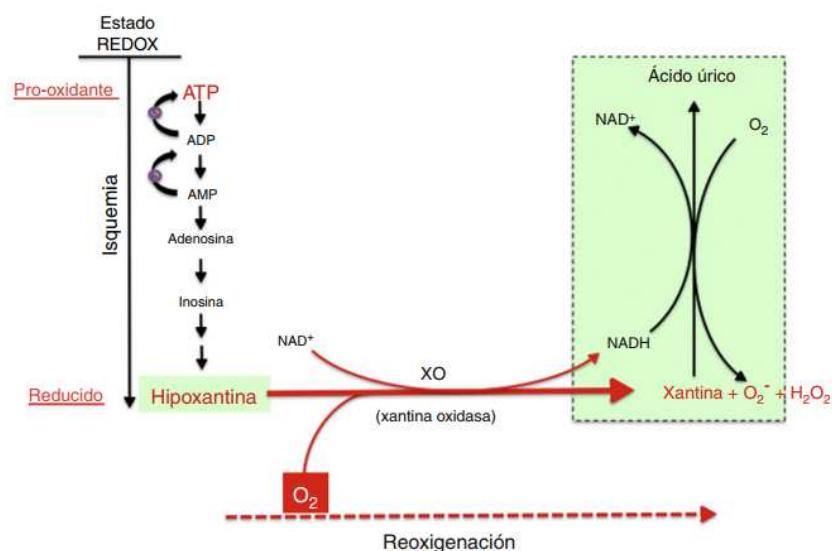 Estado
REDOX
Pro-oxidante
ATP
ADP
AMP
Adenosina
Inosina
Isquemia
Reducido
Hipoxantina
NAD⁺
XO
(xantina oxidasa)
O₂
Reoxigenación
Ácido úrico
NAD⁺
O₂
NADH
Xantina + O₂⁻ + H₂O₂